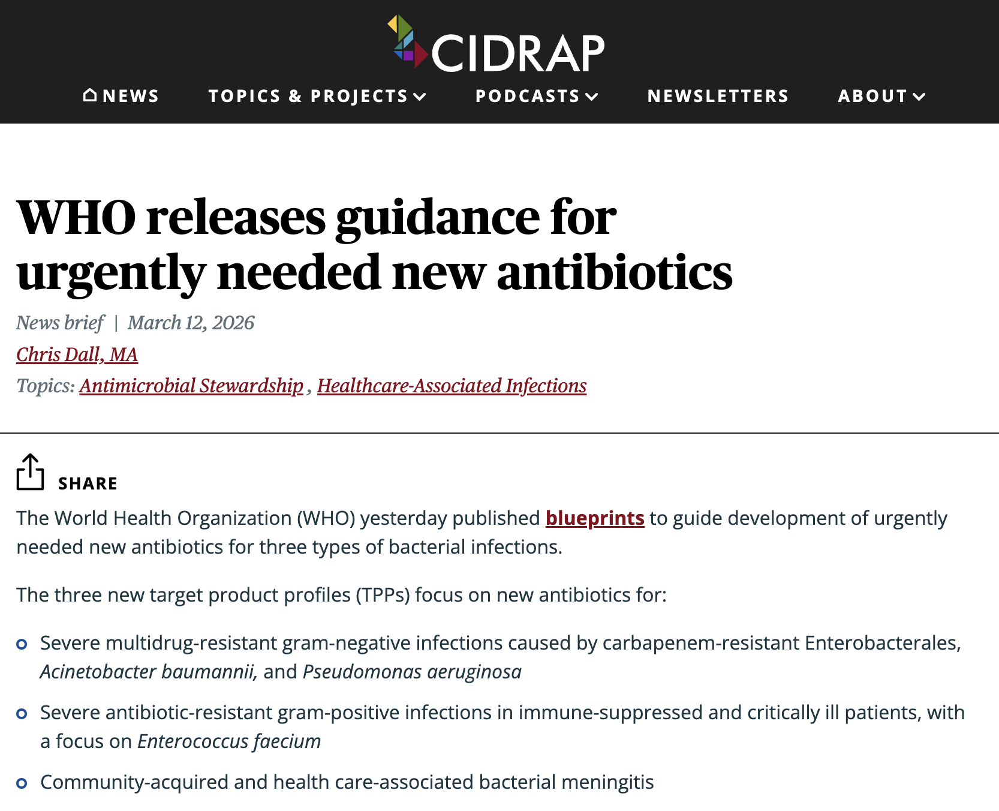 CIDRAP
NEWS
TOPICS & PROJECTS
PODCASTS
NEWSLETTERS
ABOUT
WHO releases guidance for
urgently needed new antibiotics
News brief | March 12, 2026
Chris Dall, MA
Topics: Antimicrobial Stewardship , Healthcare-Associated Infections
SHARE
The World Health Organization (WHO) yesterday published blueprints to guide development of urgently
needed new antibiotics for three types of bacterial infections.
The three new target product profiles (TPPs) focus on new antibiotics for:
Severe multidrug-resistant gram-negative infections caused by carbapenem-resistant Enterobacterales,
Acinetobacter baumannii, and Pseudomonas aeruginosa
Severe antibiotic-resistant gram-positive infections in immune-suppressed and critically ill patients, with
a focus on Enterococcus faecium
Community-acquired and health care-associated bacterial meningitis